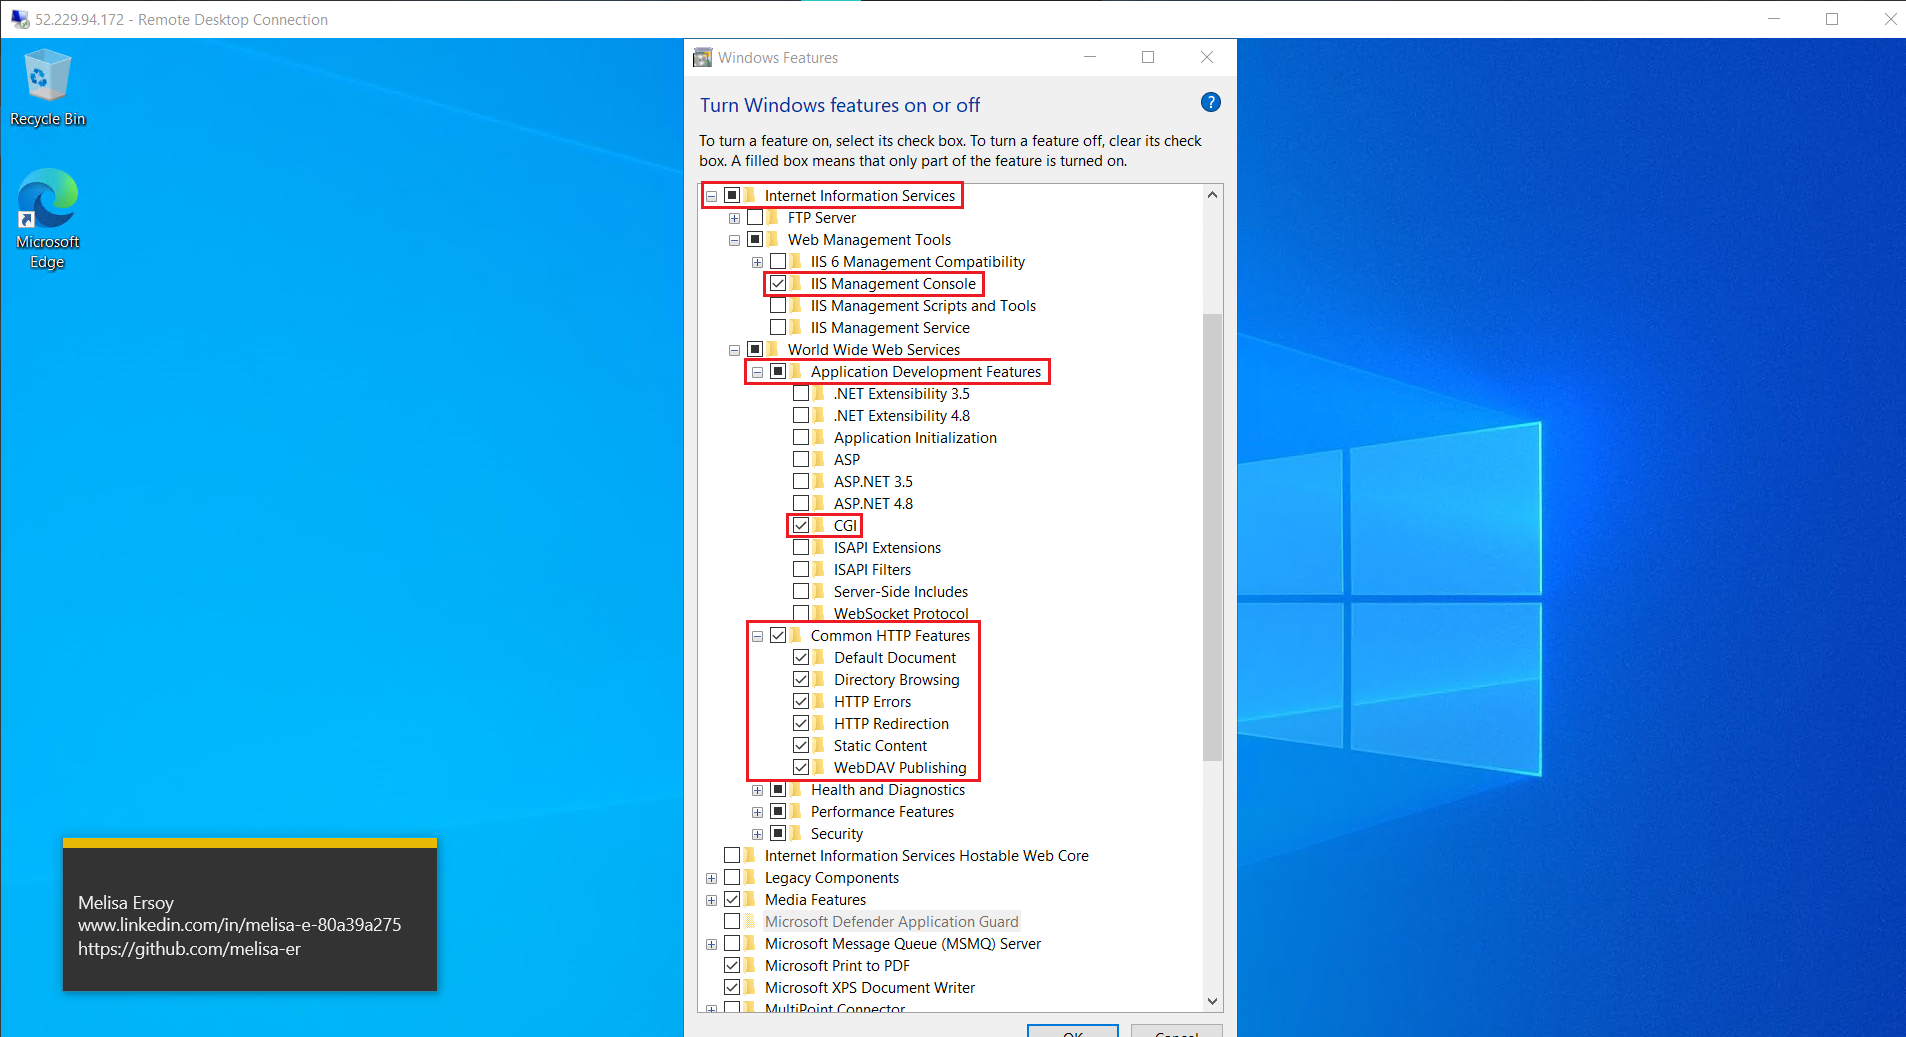 52.229.94.172 - Remote Desktop Connection
Recycle Bin
Microsoft
Edge
Windows Features
Turn Windows features on or off
?
To turn a feature on, select its check box. To turn a feature off, clear its check
box. A filled box means that only part of the feature is turned on.
Internet Information Services
FTP Server
Web Management Tools
IIS 6 Management Compatibility
IIS Management Console
IIS Management Scripts and Tools
IIS Management Service
World Wide Web Services
Application Development Features
.NET Extensibility 3.5
.NET Extensibility 4.8
Application Initialization
ASP
ASP.NET 3.5
ASP.NET 4.8
CGI
ISAPI Extensions
ISAPI Filters
Server-Side Includes
WebSocket Protocol
Common HTTP Features
Default Document
Directory Browsing
HTTP Errors
HTTP Redirection
Static Content
WebDAV Publishing
Health and Diagnostics
Performance Features
Security
Internet Information Services Hostable Web Core
Legacy Components
Media Features
Microsoft Defender Application Guard
Microsoft Message Queue (MSMQ) Server
Microsoft Print to PDF
Microsoft XPS Document Writer
MultiPoint Connector
OK
Cancel
Melisa Ersoy
www.linkedin.com/in/melisa-e-80a39a275
https://github.com/melisa-er